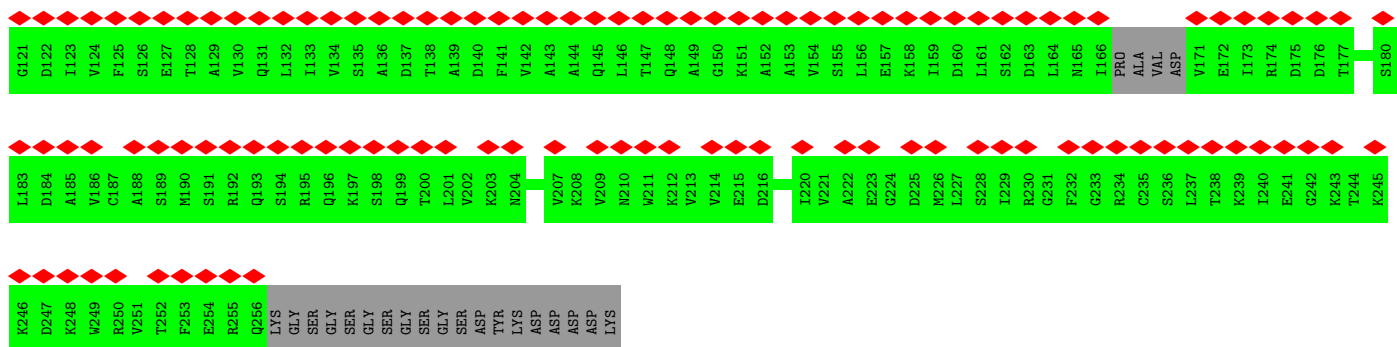 G121 D122 I123 V124 F125 S126 E127 T128 A129 V130 Q131 L132 I133 V134 S135 A136 D137 T138 A139 D140 F141 V142 A143 A144 Q145 L146 T147 Q148 A149 G150 K151 A152 A153 V154 S155 L156 E157 K158 I159 D160 L161 S162 D163 L164 N165 I166 PRO ALA VAL ASP V171 E172 I173 R174 D175 D176 T177 S180
L183 D184 A185 V186 C187 A188 S189 M190 S191 R192 Q193 S194 R195 Q196 K197 S198 Q199 T200 L201 V202 K203 N204 V207 K208 V209 N210 W211 K212 V213 V214 E215 D216 I220 V221 A222 E223 G224 D225 M226 L227 S228 I229 R230 G231 F232 G233 R234 C235 S236 L237 T238 K239 I240 E241 G242 K243 T244 K245
K246 D247 K248 W249 R250 V251 T252 F253 E254 R255 Q256 LYS GLY SER GLY SER GLY SER GLY SER GLY SER ASP TYR LYS ASP ASP ASP ASP LYS